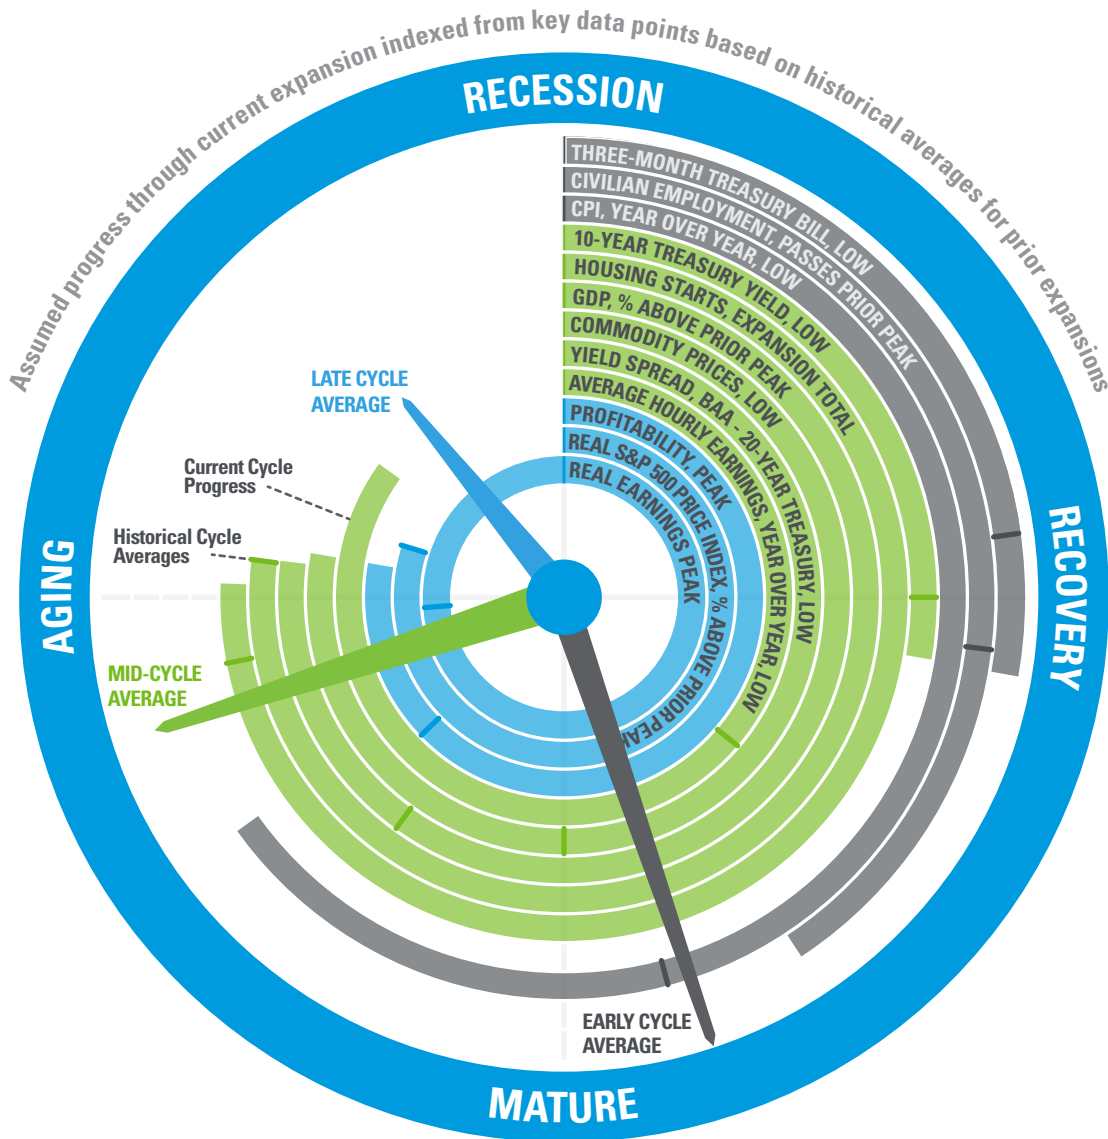 Assumed progress through current expansion indexed from key data points based on historical averages for prior expansions
RECESSION
THREE-MONTH TREASURY BILL, LOW
CIVILIAN EMPLOYMENT, PASSES PRIOR PEAK
CPI, YEAR OVER YEAR, LOW
10-YEAR TREASURY YIELD, LOW
HOUSING STARTS, EXPANSION TOTAL
GDP, % ABOVE PRIOR PEAK
COMMODITY PRICES, LOW
YIELD SPREAD, BAA - 20-YEAR TREASURY, LOW
AVERAGE HOURLY EARNINGS, YEAR OVER YEAR, LOW
PROFITABILITY, PEAK
REAL S&P 500 PRICE INDEX, % ABOVE PRIOR PEAK
REAL EARNINGS PEAK
LATE CYCLE
AVERAGE
Current Cycle
Progress
Historical Cycle
Averages
AGING
RECOVERY
MID-CYCLE
AVERAGE
EARLY CYCLE
AVERAGE
MATURE